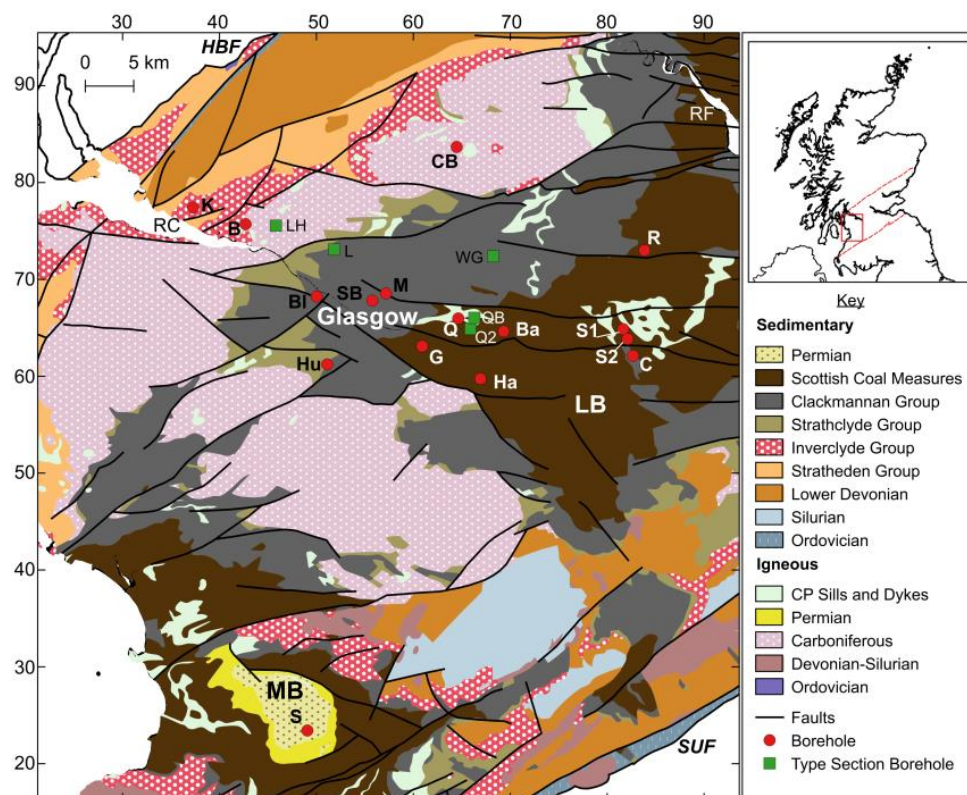 30 40 50 60 70 80 90
HBF
0 5 km
90
RF
CB
80
K
RC
B
LH
L
WG
R
70
BI
SB
M
Glasgow
Q
QB
Q2
Ba
S1
S2
C
G
Hu
60
Ha
LB
50
40
30
MB
S
20
SUF
Key
Sedimentary
Permian
Scottish Coal Measures
Clackmannan Group
Strathclyde Group
Inverclyde Group
Stratheden Group
Lower Devonian
Silurian
Ordovician
Igneous
CP Sills and Dykes
Permian
Carboniferous
Devonian-Silurian
Ordovician
Faults
Borehole
Type Section Borehole